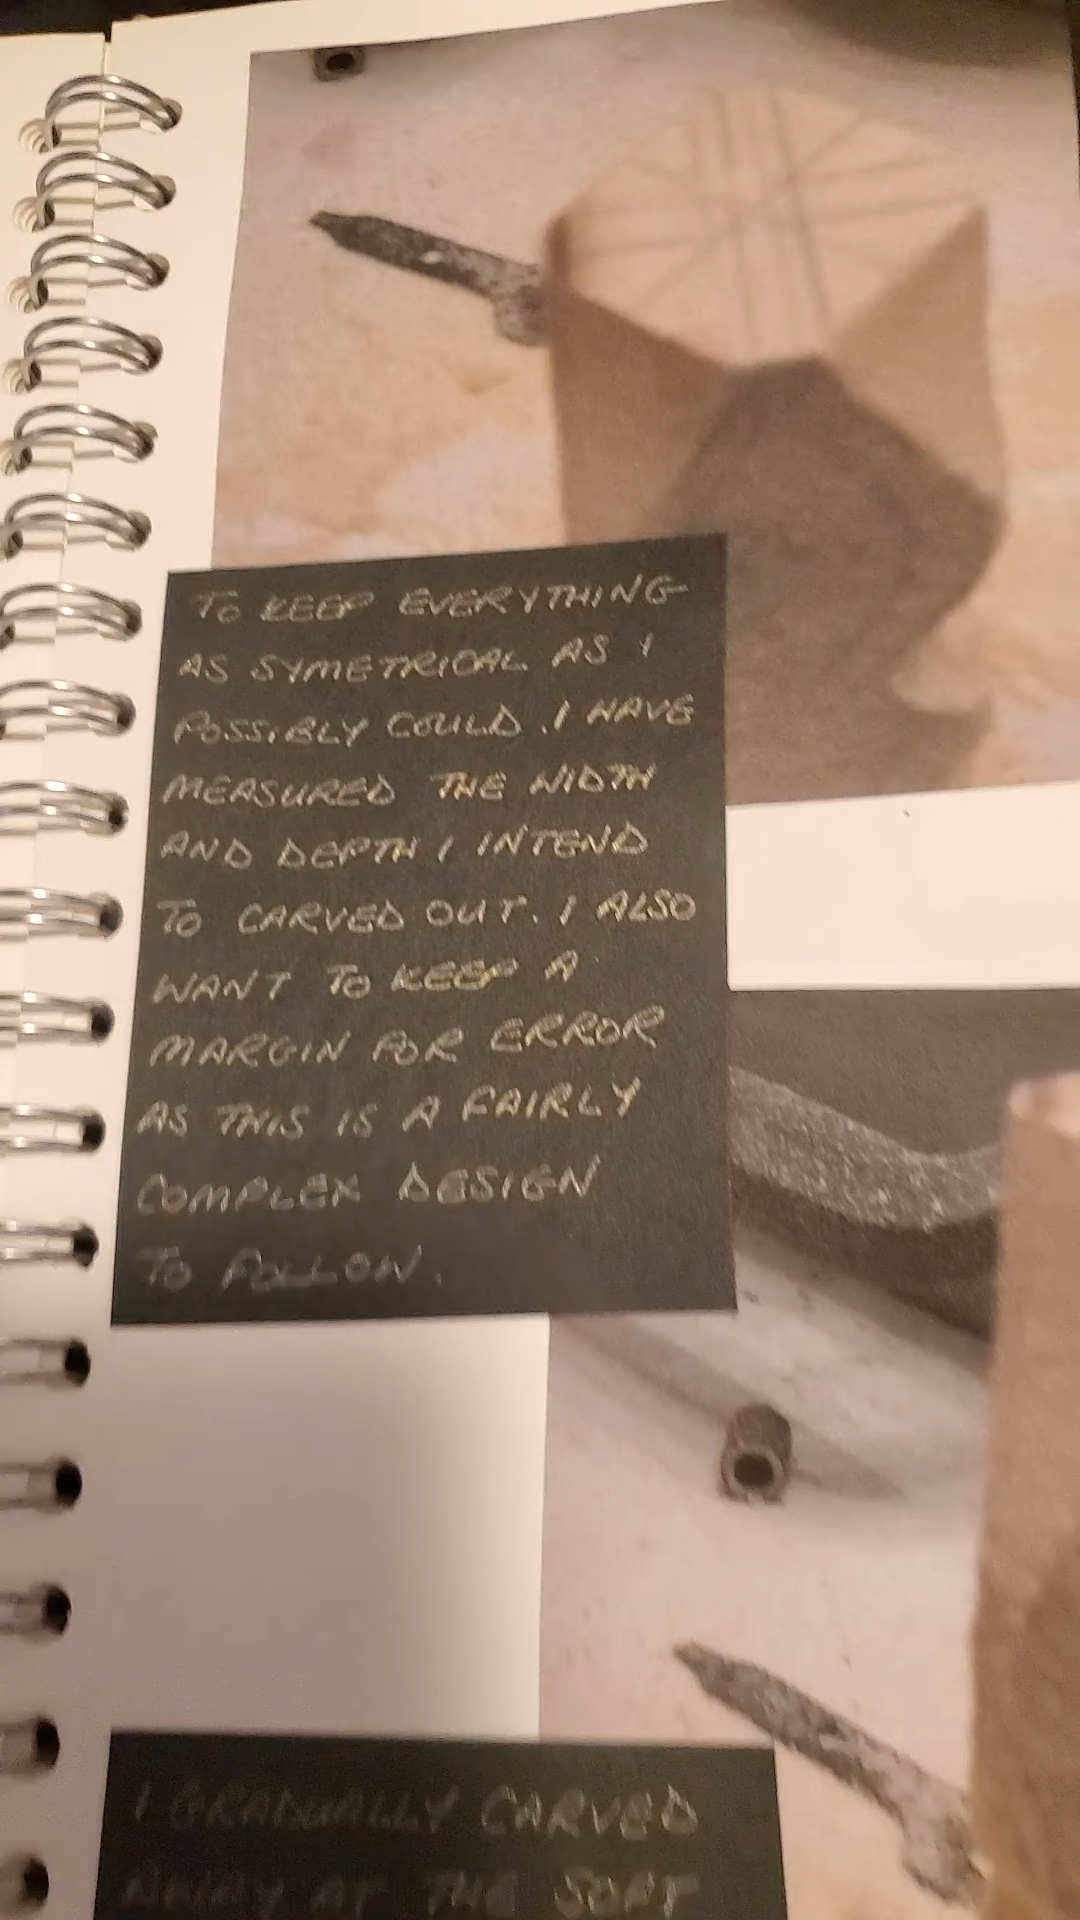 TO KEEP EVERYTHING
AS SYMETRICAL AS I
POSSIBLY COULD. I HAVE
MEASURED THE WIDTH
AND DEPTH I INTEND
TO CARVED OUT. I ALSO
WANT TO KEEP A
MARGIN FOR ERROR
AS THIS IS A FAIRLY
COMPLEX DESIGN
TO FOLLOW.
I GRADUALLY CARVED
AWAY AT THE SOFT